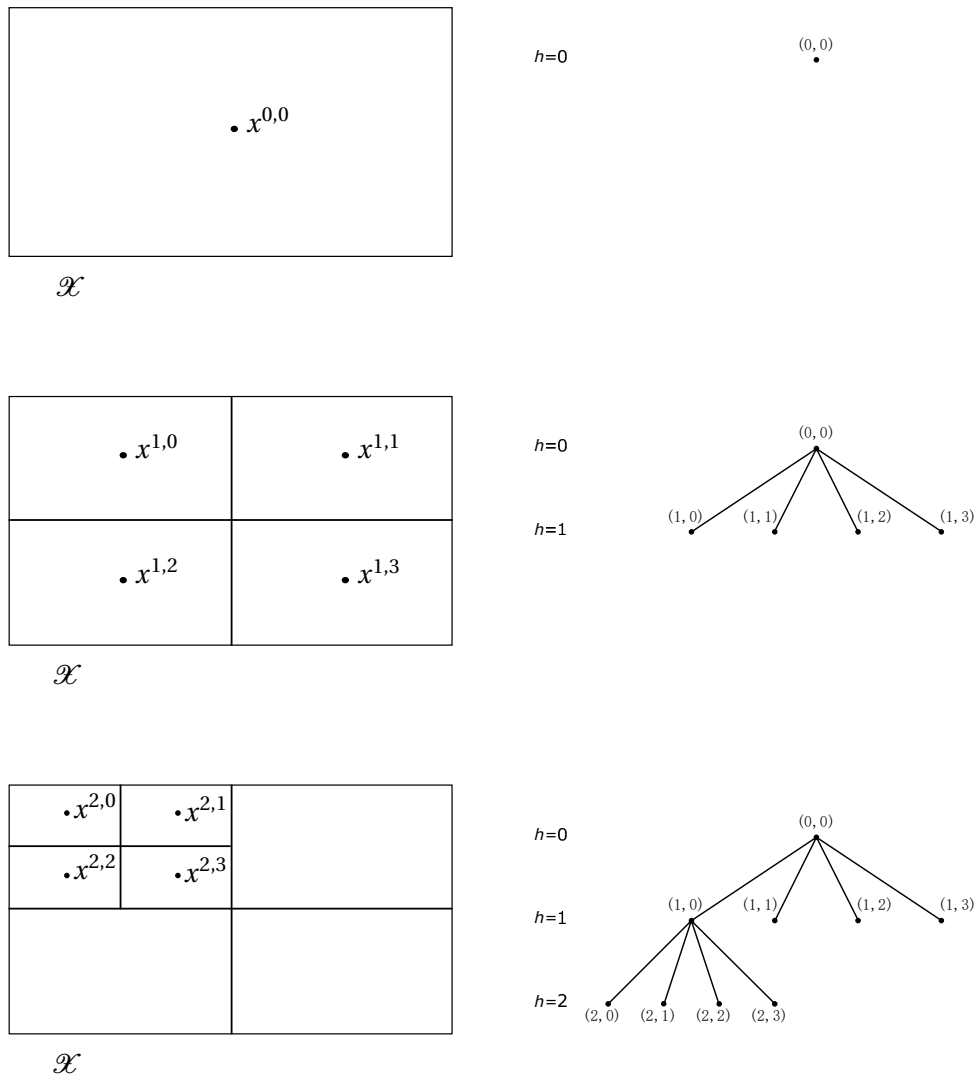 x^{0,0}
𝒳
h=0
(0, 0)
x^{1,0} x^{1,1}
x^{1,2} x^{1,3}
𝒳
h=0
(0, 0)
h=1
(1, 0) (1, 1) (1, 2) (1, 3)
x^{2,0} x^{2,1}
x^{2,2} x^{2,3}
𝒳
h=0
(0, 0)
h=1
(1, 0) (1, 1) (1, 2) (1, 3)
h=2
(2, 0) (2, 1) (2, 2) (2, 3)